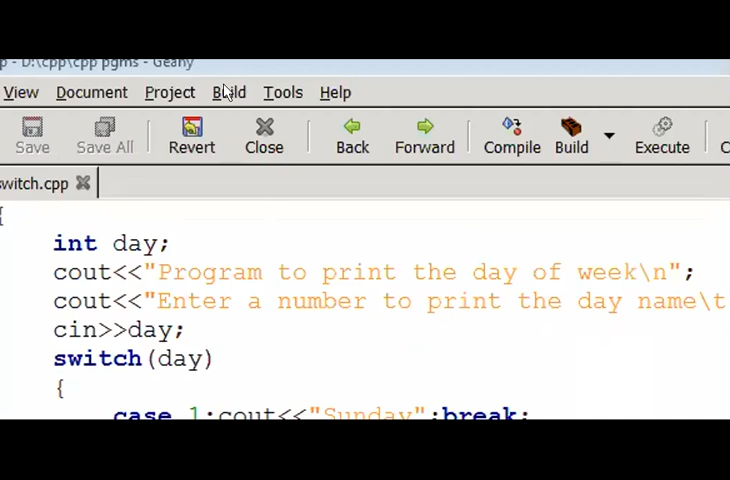 p - D:\cpp\cpp pgms - Geany
View Document Project Build Tools Help
Save Save All Revert Close Back Forward Compile Build Execute
switch.cpp
{
int day;
cout<<"Program to print the day of week\n";
cout<<"Enter a number to print the day name\t
cin>>day;
switch(day)
{
case 1:cout<<"Sunday";break;